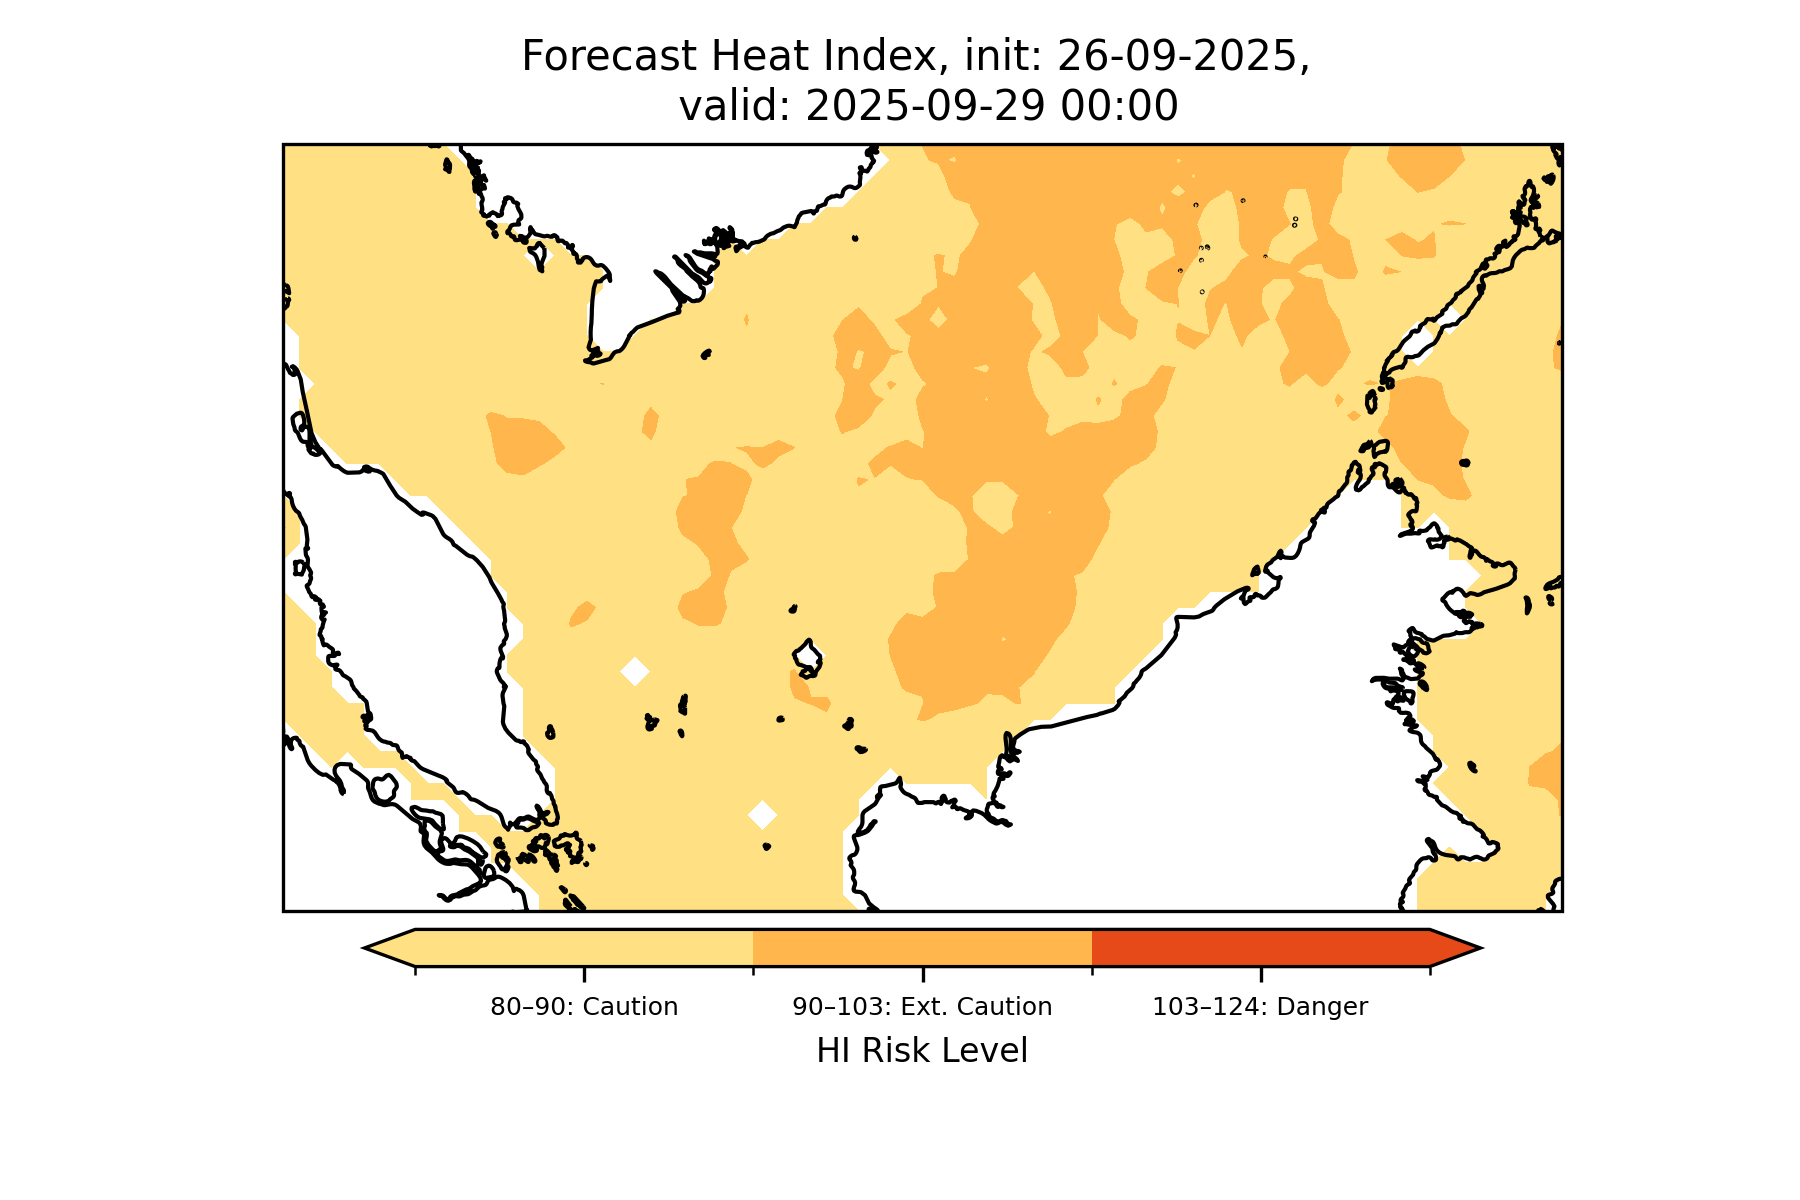 Forecast Heat Index, init: 26-09-2025,
valid: 2025-09-29 00:00
80–90: Caution
90–103: Ext. Caution
103–124: Danger
HI Risk Level